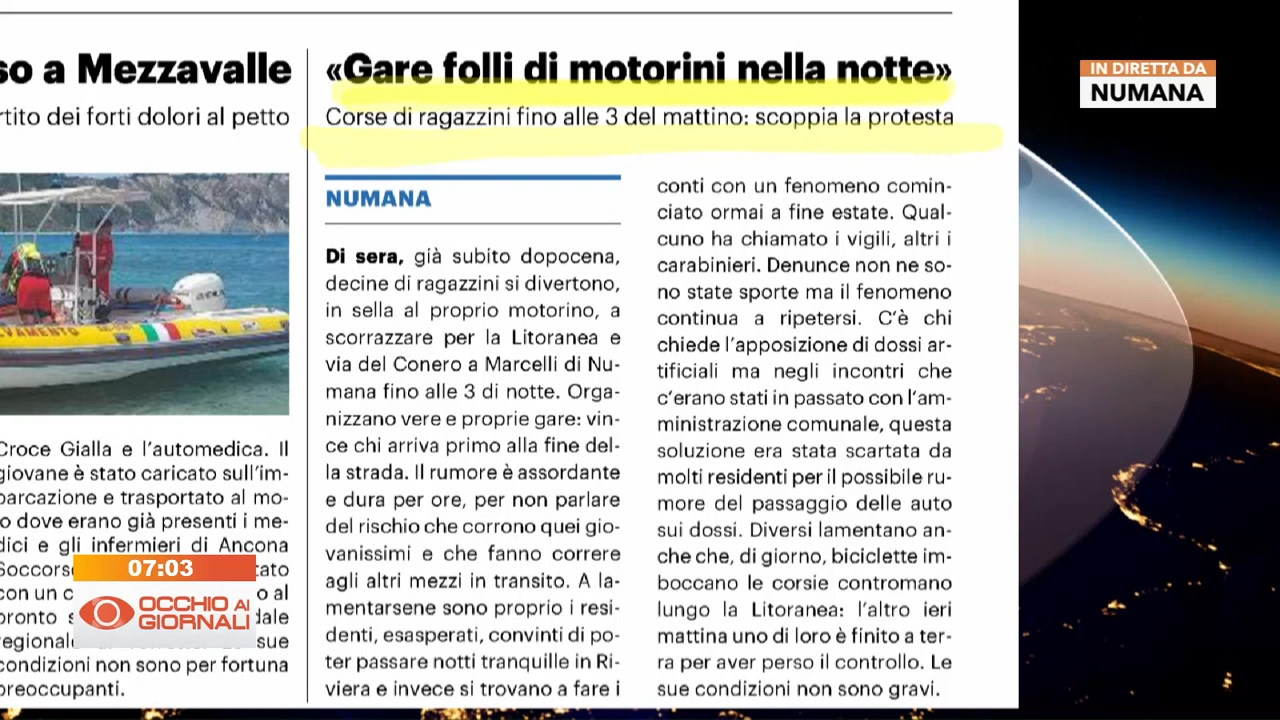 so a Mezzavalle
rtito dei forti dolori al petto
Croce Gialla e l'automedica. Il
giovane è stato caricato sull'im-
barcazione e trasportato al mo-
lo dove erano già presenti i me-
dici e gli infermieri di Ancona
Soccors
con un c o al
pronto s dale
regional sue
condizioni non sono per fortuna
preoccupanti.
«Gare folli di motorini nella notte»
Corse di ragazzini fino alle 3 del mattino: scoppia la protesta
NUMANA
Di sera, già subito dopocena,
decine di ragazzini si divertono,
in sella al proprio motorino, a
scorrazzare per la Litoranea e
via del Conero a Marcelli di Nu-
mana fino alle 3 di notte. Orga-
nizzano vere e proprie gare: vin-
ce chi arriva primo alla fine del-
la strada. Il rumore è assordante
e dura per ore, per non parlare
del rischio che corrono quei gio-
vanissimi e che fanno correre
agli altri mezzi in transito. A la-
mentarsene sono proprio i resi-
denti, esasperati, convinti di po-
ter passare notti tranquille in Ri-
viera e invece si trovano a fare i
conti con un fenomeno comin-
ciato ormai a fine estate. Qual-
cuno ha chiamato i vigili, altri i
carabinieri. Denunce non ne so-
no state sporte ma il fenomeno
continua a ripetersi. C'è chi
chiede l'apposizione di dossi ar-
tificiali ma negli incontri che
c'erano stati in passato con l'am-
ministrazione comunale, questa
soluzione era stata scartata da
molti residenti per il possibile ru-
more del passaggio delle auto
sui dossi. Diversi lamentano an-
che che, di giorno, biciclette im-
boccano le corsie contromano
lungo la Litoranea: l'altro ieri
mattina uno di loro è finito a ter-
ra per aver perso il controllo. Le
sue condizioni non sono gravi.
IN DIRETTA DA
NUMANA
07:03
OCCHIO AI
GIORNALI